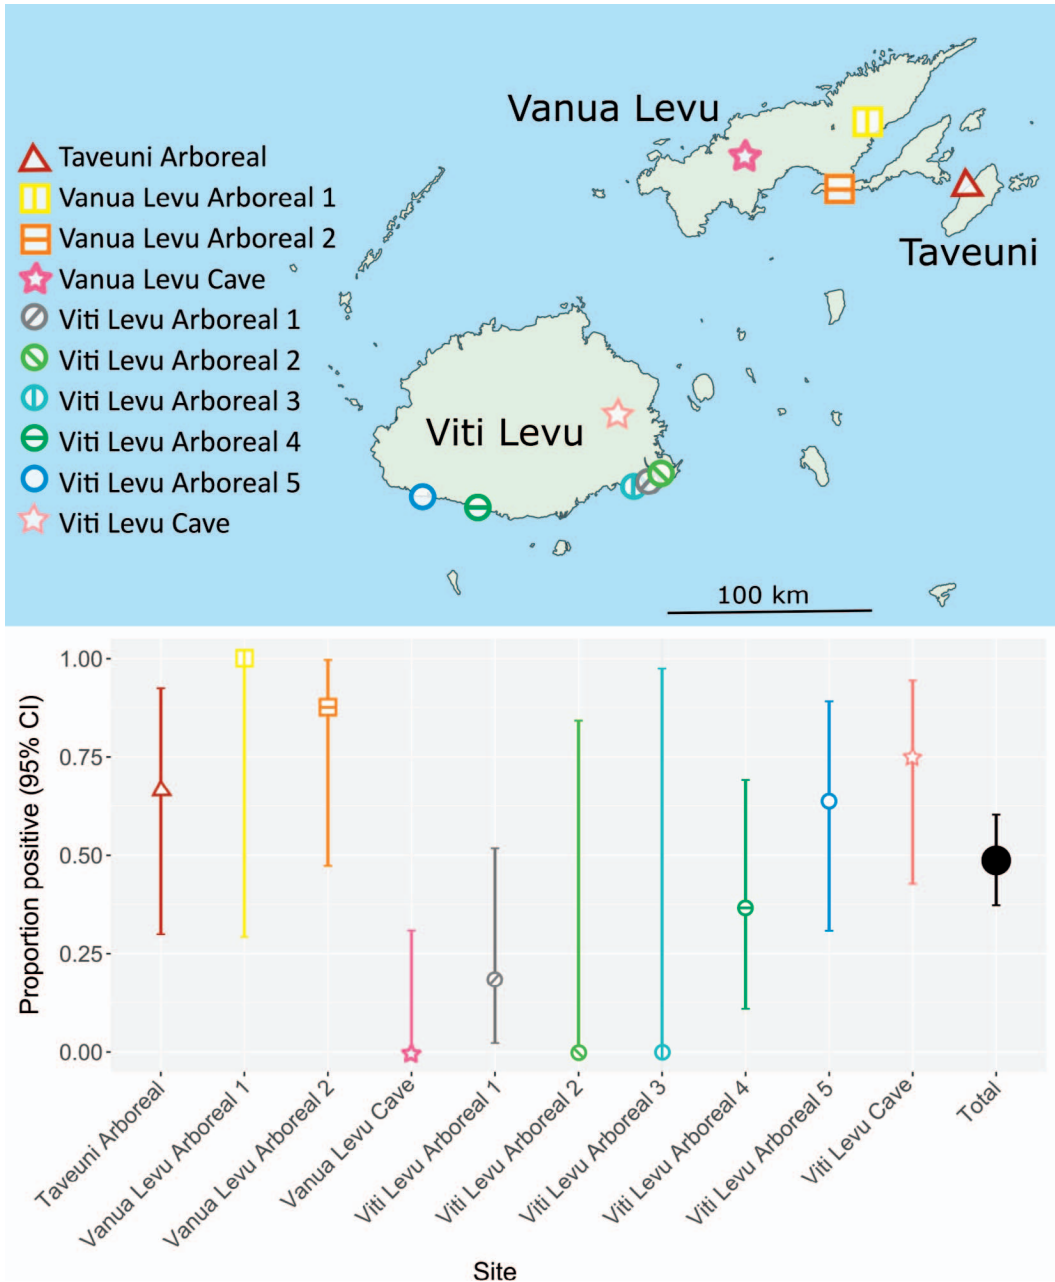 Vanua Levu
Taveuni Arboreal
Vanua Levu Arboreal 1
Vanua Levu Arboreal 2
Taveuni
Vanua Levu Cave
Viti Levu Arboreal 1
Viti Levu Arboreal 2
Viti Levu Arboreal 3
Viti Levu
Viti Levu Arboreal 4
Viti Levu Arboreal 5
Viti Levu Cave
100 km
Proportion positive (95% CI)
1.00
0.75
0.50
0.25
0.00
Taveuni Arboreal
Vanua Levu Arboreal 1
Vanua Levu Arboreal 2
Vanua Levu Cave
Viti Levu Arboreal 1
Viti Levu Arboreal 2
Viti Levu Arboreal 3
Viti Levu Arboreal 4
Viti Levu Arboreal 5
Viti Levu Cave
Total
Site